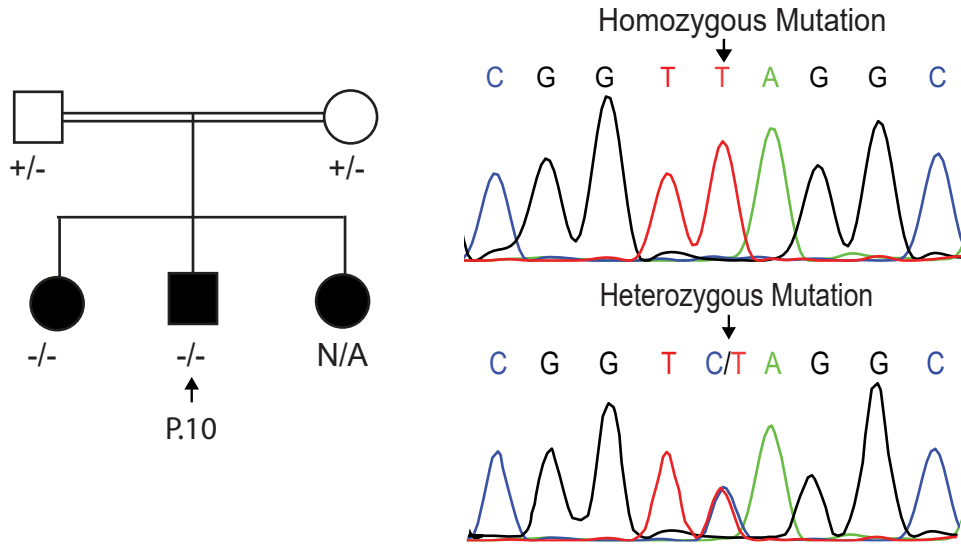 +/-
+/-
-/-
-/-
N/A
P.10
Homozygous Mutation
C G G T T A G G C
Heterozygous Mutation
C G G T C/T A G G C